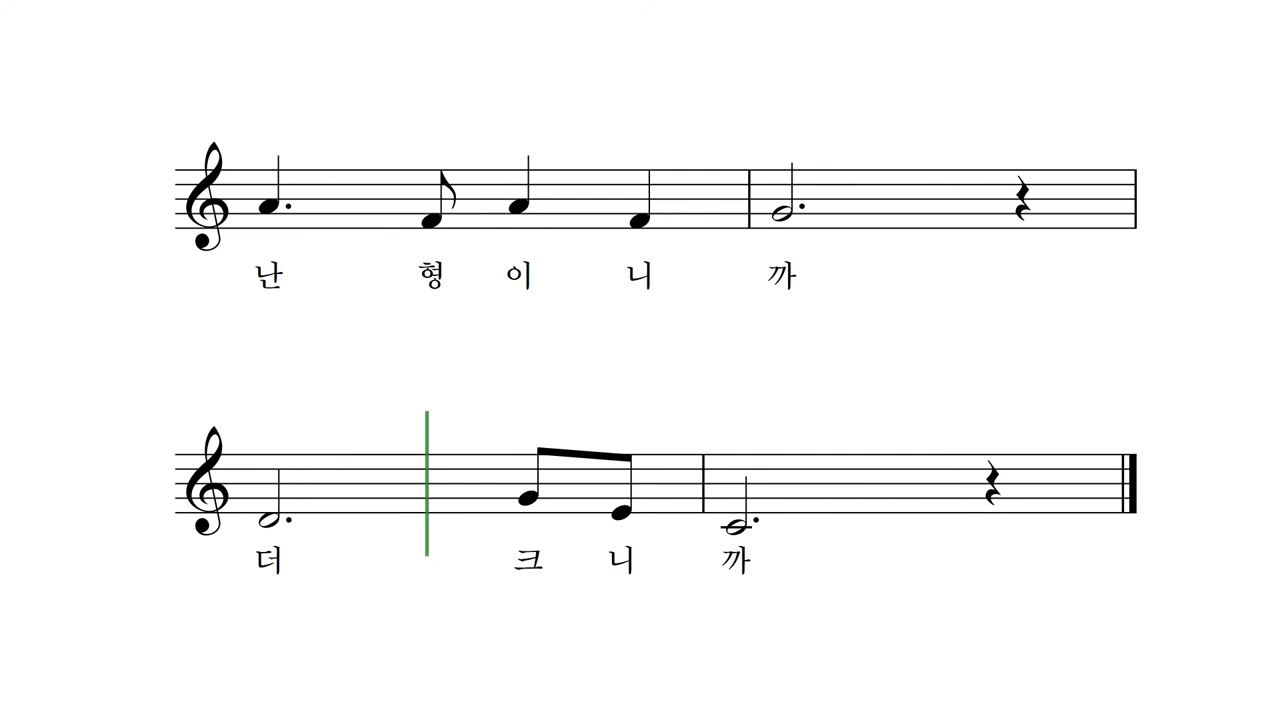 난 형 이 니 까
더 크 니 까